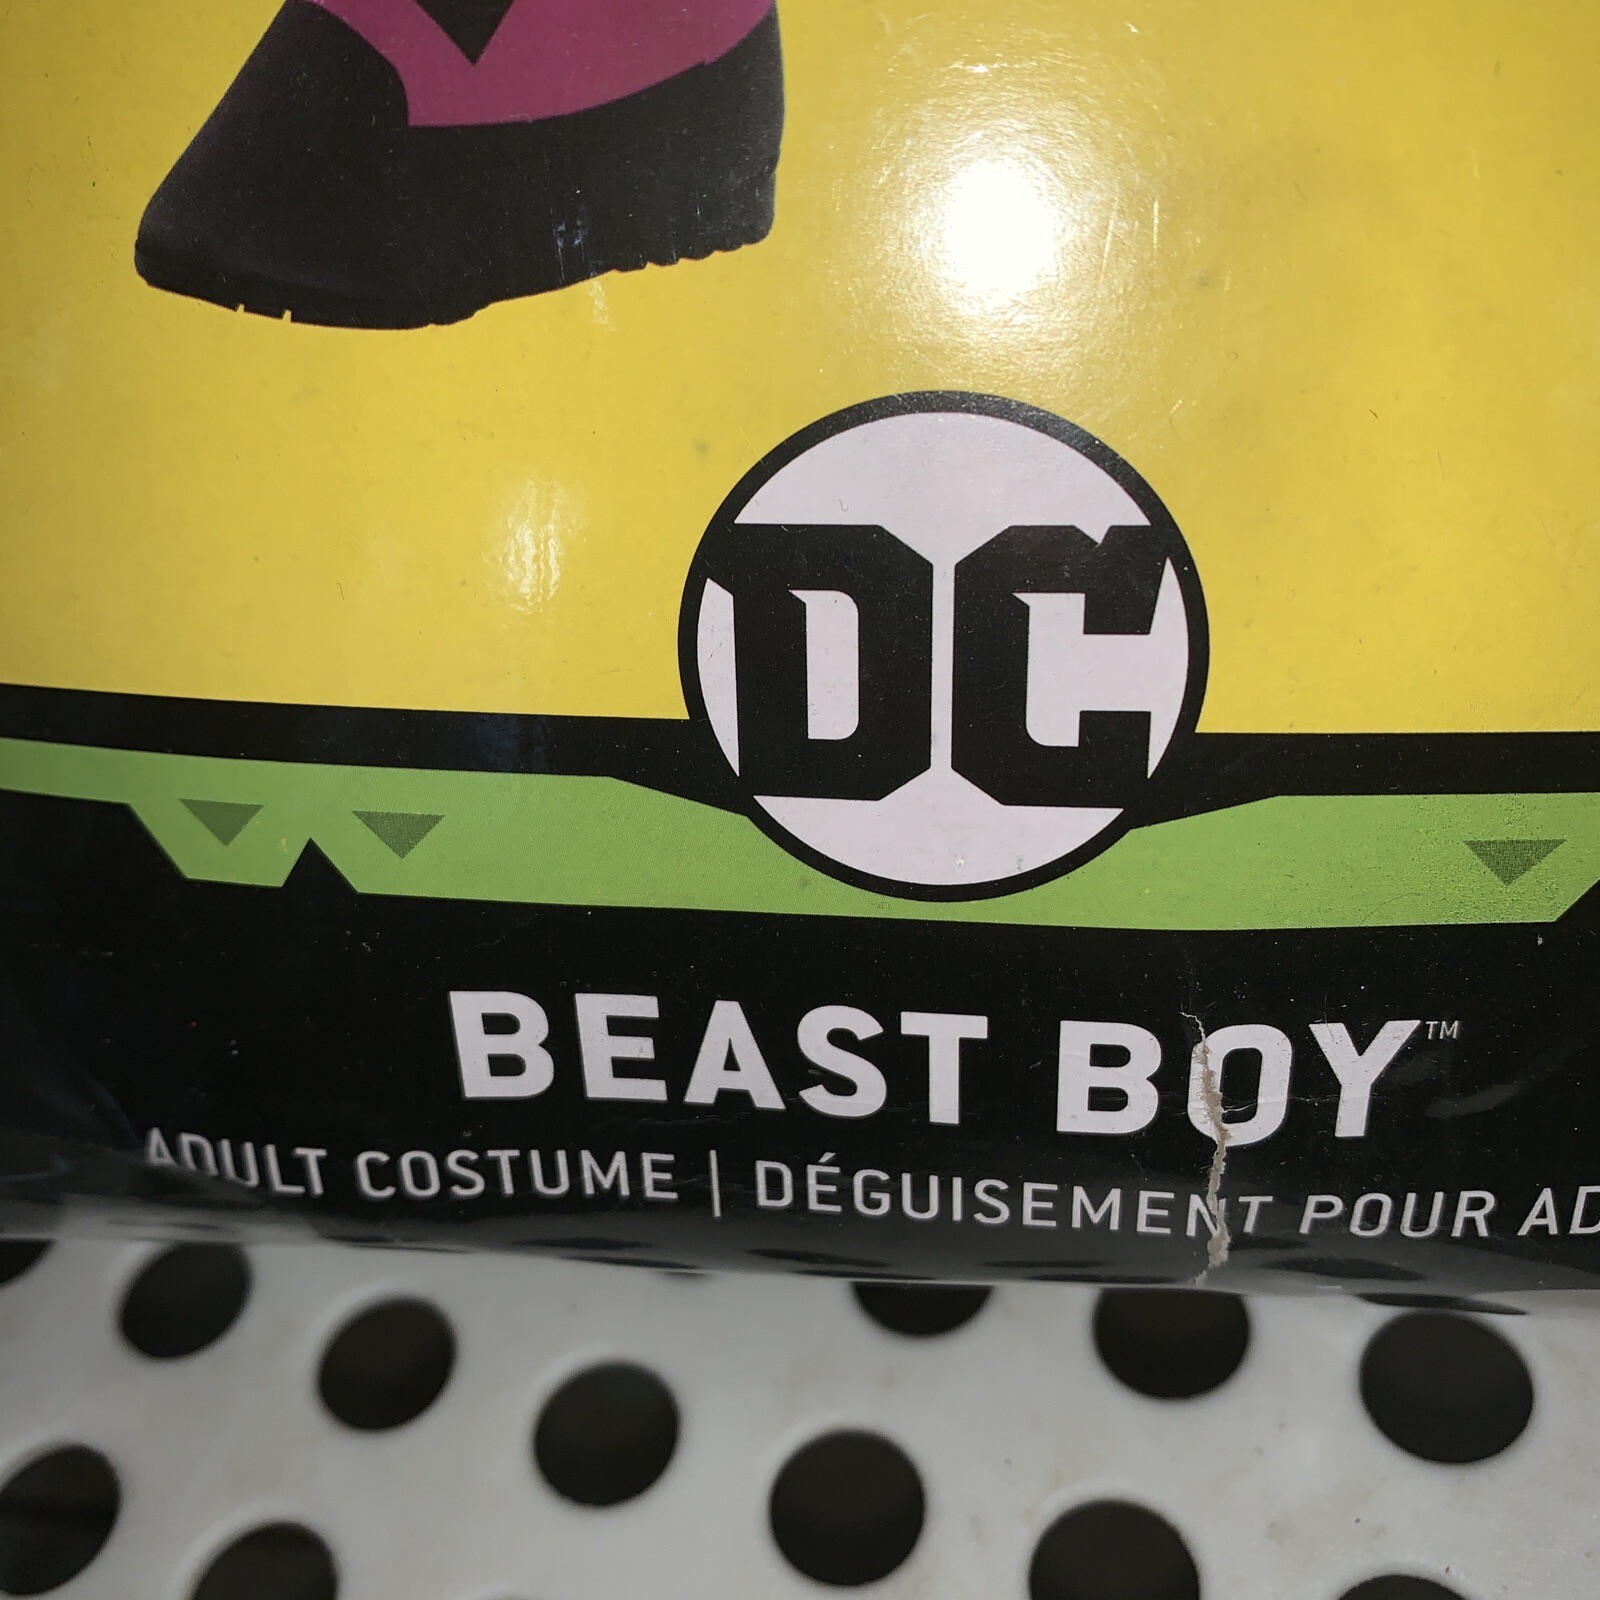 DC
BEAST BOY™
ADULT COSTUME | DÉGUISEMENT POUR AD